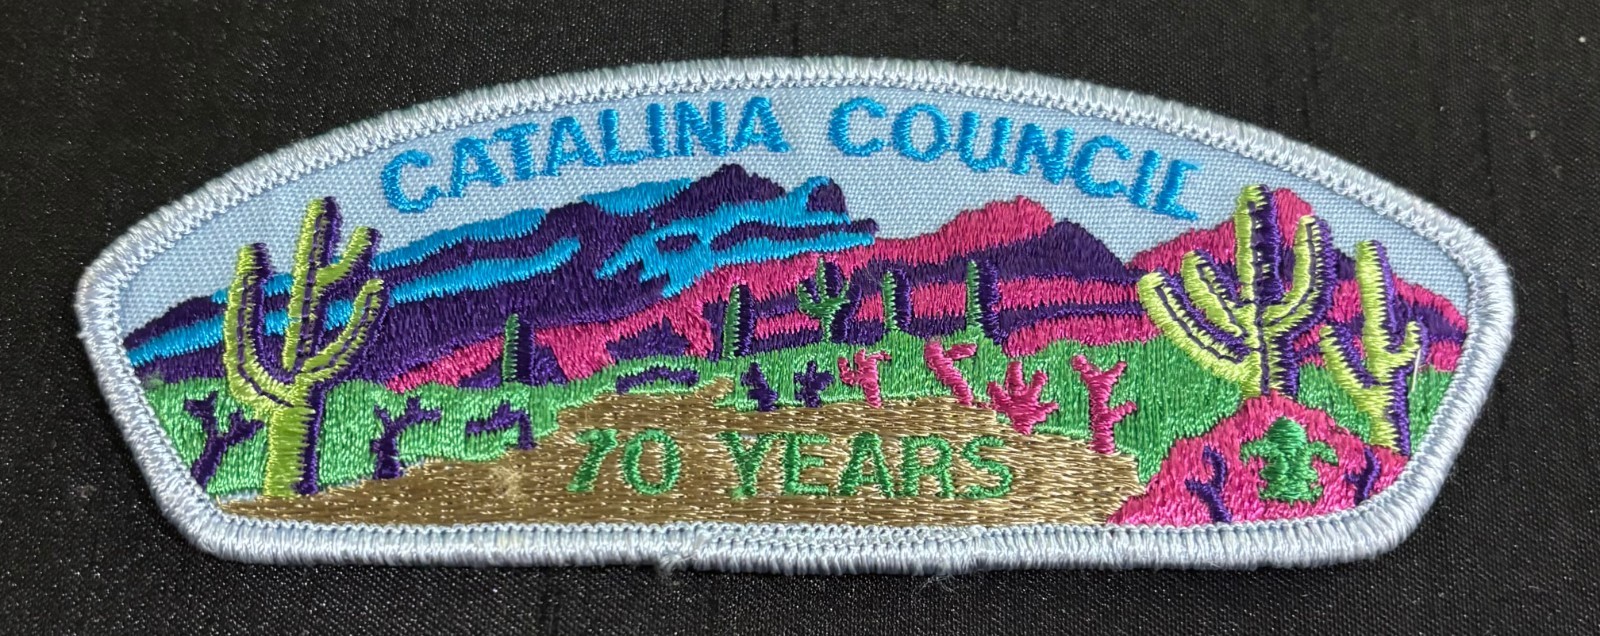 CATALINA COUNCIL
70 YEARS